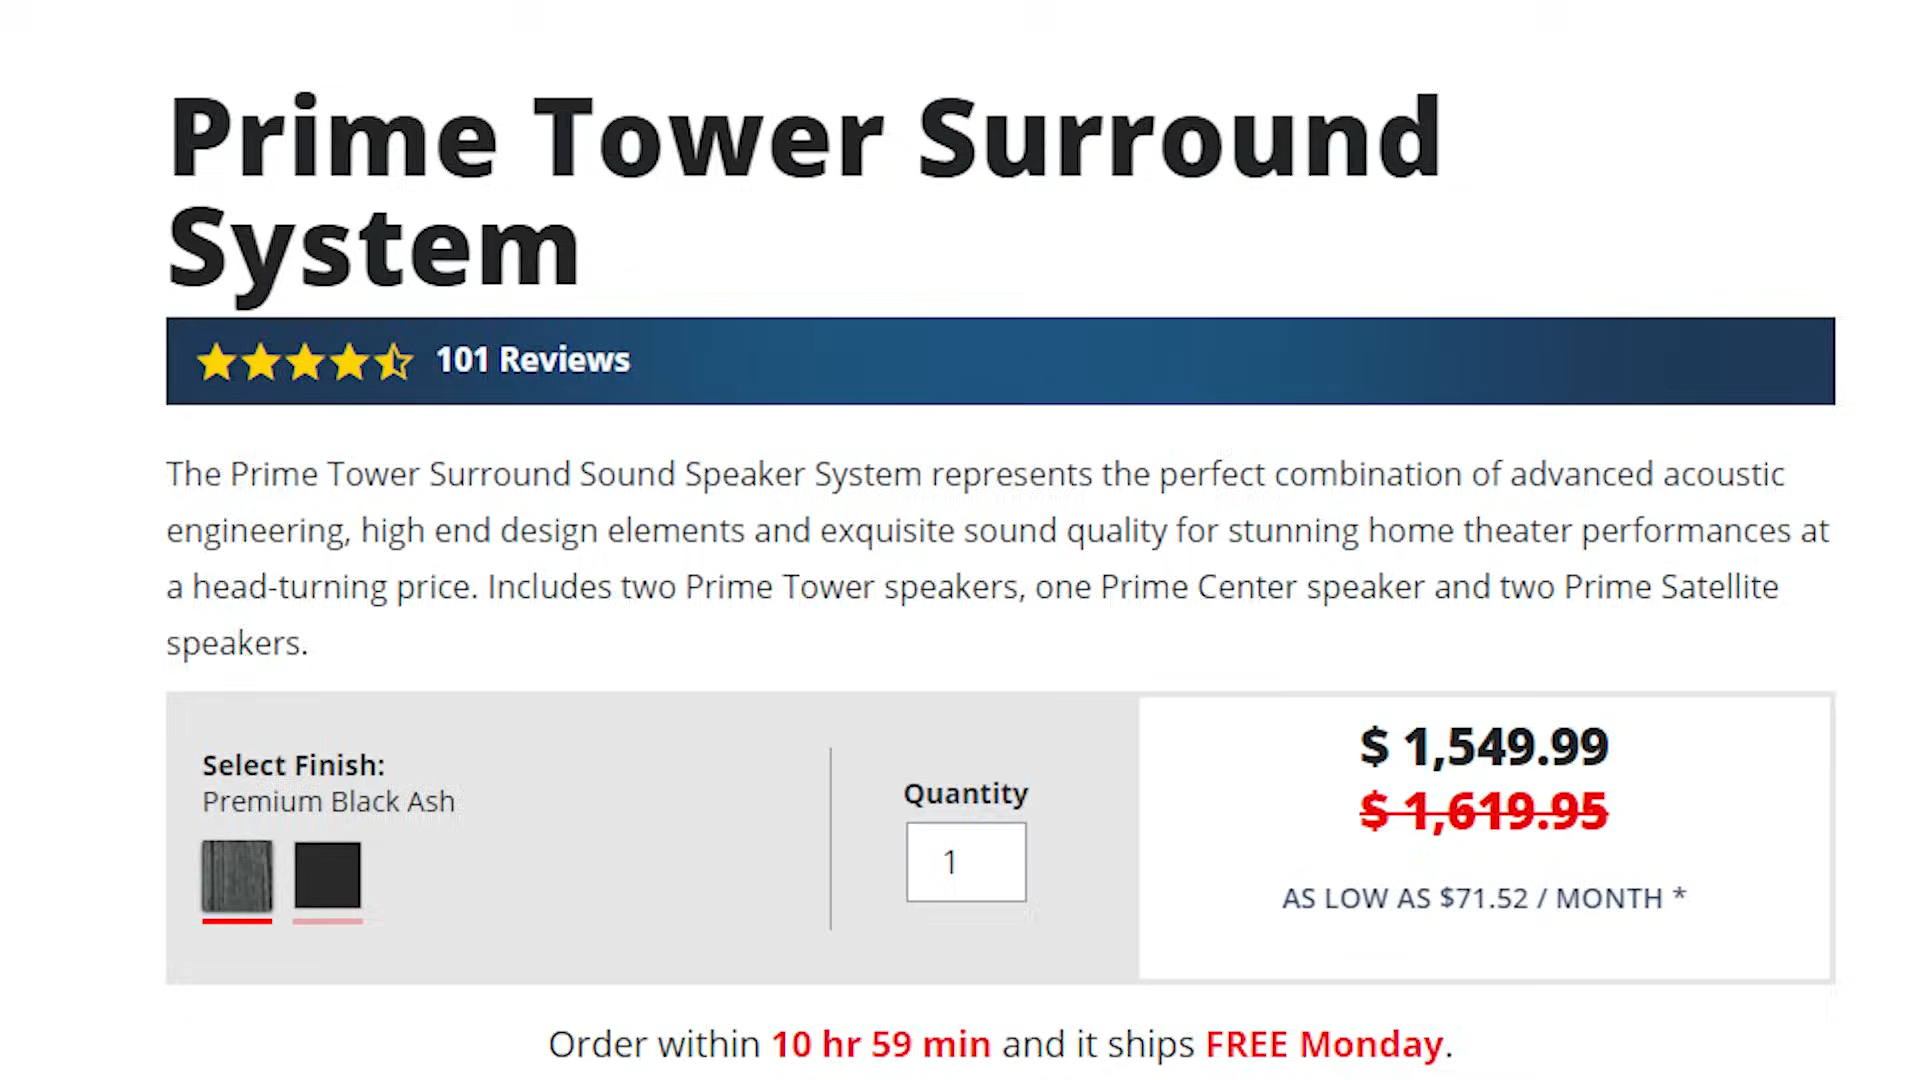 Prime Tower Surround
System
101 Reviews
The Prime Tower Surround Sound Speaker System represents the perfect combination of advanced acoustic
engineering, high end design elements and exquisite sound quality for stunning home theater performances at
a head-turning price. Includes two Prime Tower speakers, one Prime Center speaker and two Prime Satellite
speakers.
Select Finish:
Premium Black Ash
Quantity
1
$ 1,549.99
$ 1,619.95
AS LOW AS $71.52 / MONTH *
Order within 10 hr 59 min and it ships FREE Monday.